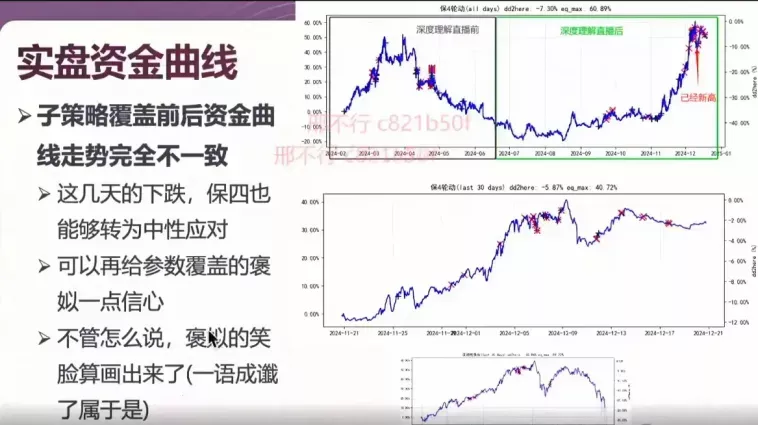 实盘资金曲线
子策略覆盖前后资金曲
线走势完全不一致
这几天的下跌，保四也
能够转为中性应对
可以再给参数覆盖的褒
姒一点信心
不管怎么说，褒姒的笑
脸算画出来了(一语成谶
了属于是)
保4轮动(all days) dd2here: -7.30% eq_max: 60.89%
深度理解直播前
深度理解直播后
已经新高
邢不行 c821b50f
60.00%
50.00%
40.00%
30.00%
20.00%
10.00%
0.00%
-10.00%
-20.00%
0.00%
-10.00%
-20.00%
-30.00%
-40.00%
dd2here
2024-02
2024-03
2024-04
2024-05
2024-06
2024-07
2024-08
2024-09
2024-10
2024-11
2024-12
2025-01
保4轮动(last 30 days) dd2here: -5.87% eq_max: 40.72%
40.00%
30.00%
20.00%
10.00%
0.00%
0.00%
-2.00%
-4.00%
-6.00%
-8.00%
-10.00%
-12.00%
dd2here
2024-11-21
2024-11-25
2024-11-29
2024-12-01
2024-12-05
2024-12-09
2024-12-13
2024-12-17
2024-12-21